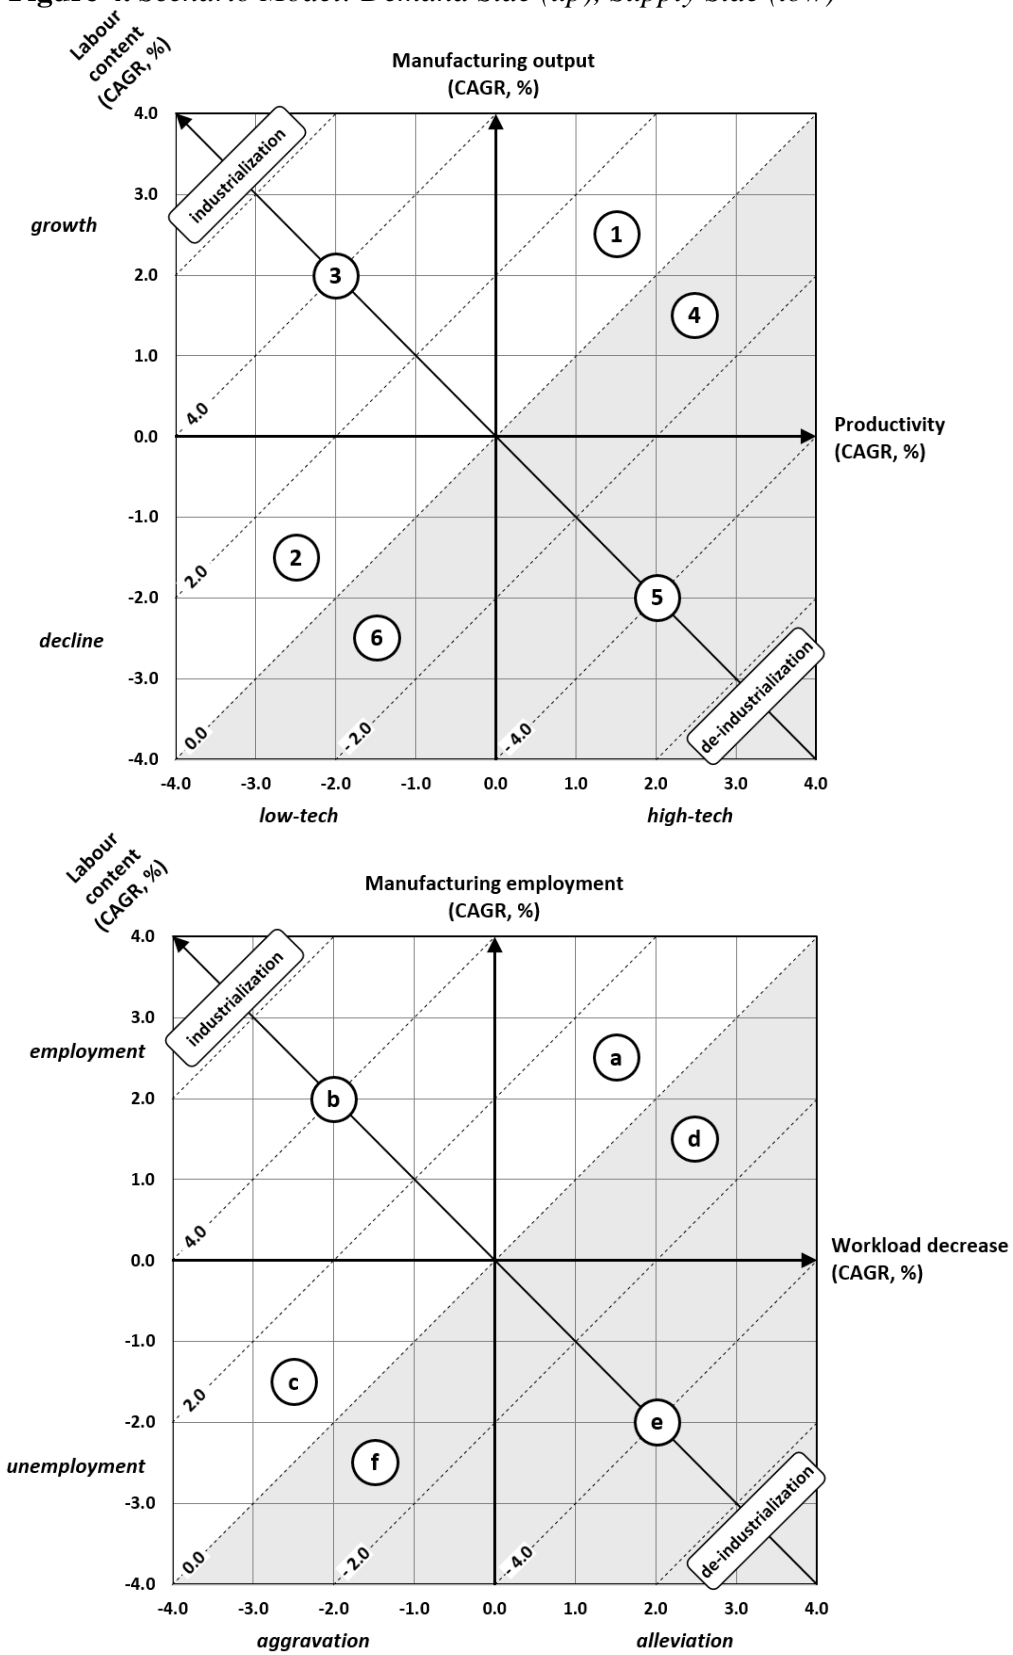 Figure 4. Scenario Model: Demand Side (up), Supply Side (low)
Labour
content
(CAGR, %)
Manufacturing output
(CAGR, %)
4.0
industrialization
3.0
growth
1
3
2.0
4
1.0
4.0
0.0
Productivity
(CAGR, %)
-1.0
2
2.0
-2.0
5
decline
6
-3.0
de-industrialization
0.0
- 2.0
- 4.0
-4.0
-4.0 -3.0 -2.0 -1.0 0.0 1.0 2.0 3.0 4.0
low-tech high-tech
Labour
content
(CAGR, %)
Manufacturing employment
(CAGR, %)
4.0
industrialization
3.0
employment
a
b
2.0
d
1.0
4.0
0.0
Workload decrease
(CAGR, %)
-1.0
c
2.0
-2.0
e
unemployment
f
-3.0
de-industrialization
0.0
- 2.0
- 4.0
-4.0
-4.0 -3.0 -2.0 -1.0 0.0 1.0 2.0 3.0 4.0
aggravation alleviation